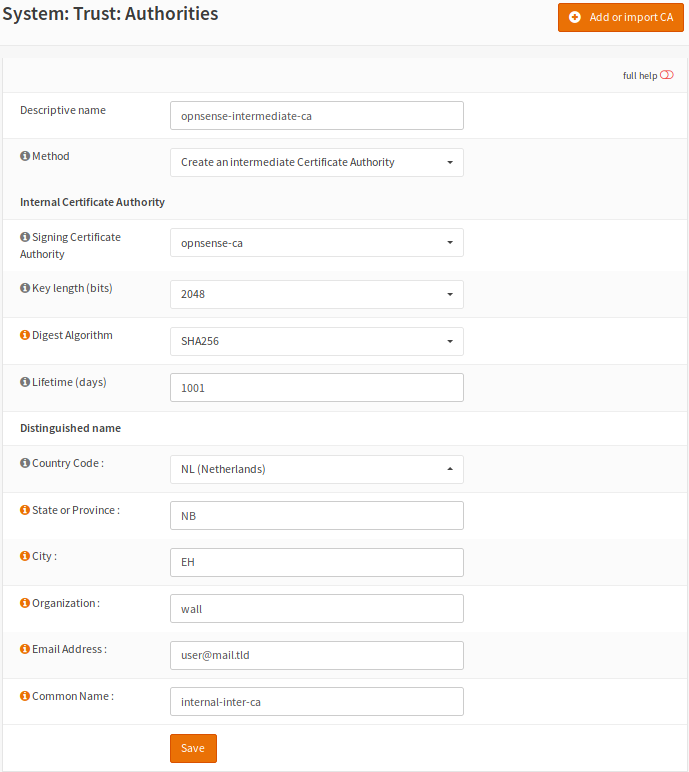 System: Trust: Authorities
Add or import CA
full help
Descriptive name
opnsense-intermediate-ca
Method
Create an intermediate Certificate Authority
Internal Certificate Authority
Signing Certificate
Authority
opnsense-ca
Key length (bits)
2048
Digest Algorithm
SHA256
Lifetime (days)
1001
Distinguished name
Country Code :
NL (Netherlands)
State or Province :
NB
City :
EH
Organization :
wall
Email Address :
user@mail.tld
Common Name :
internal-inter-ca
Save